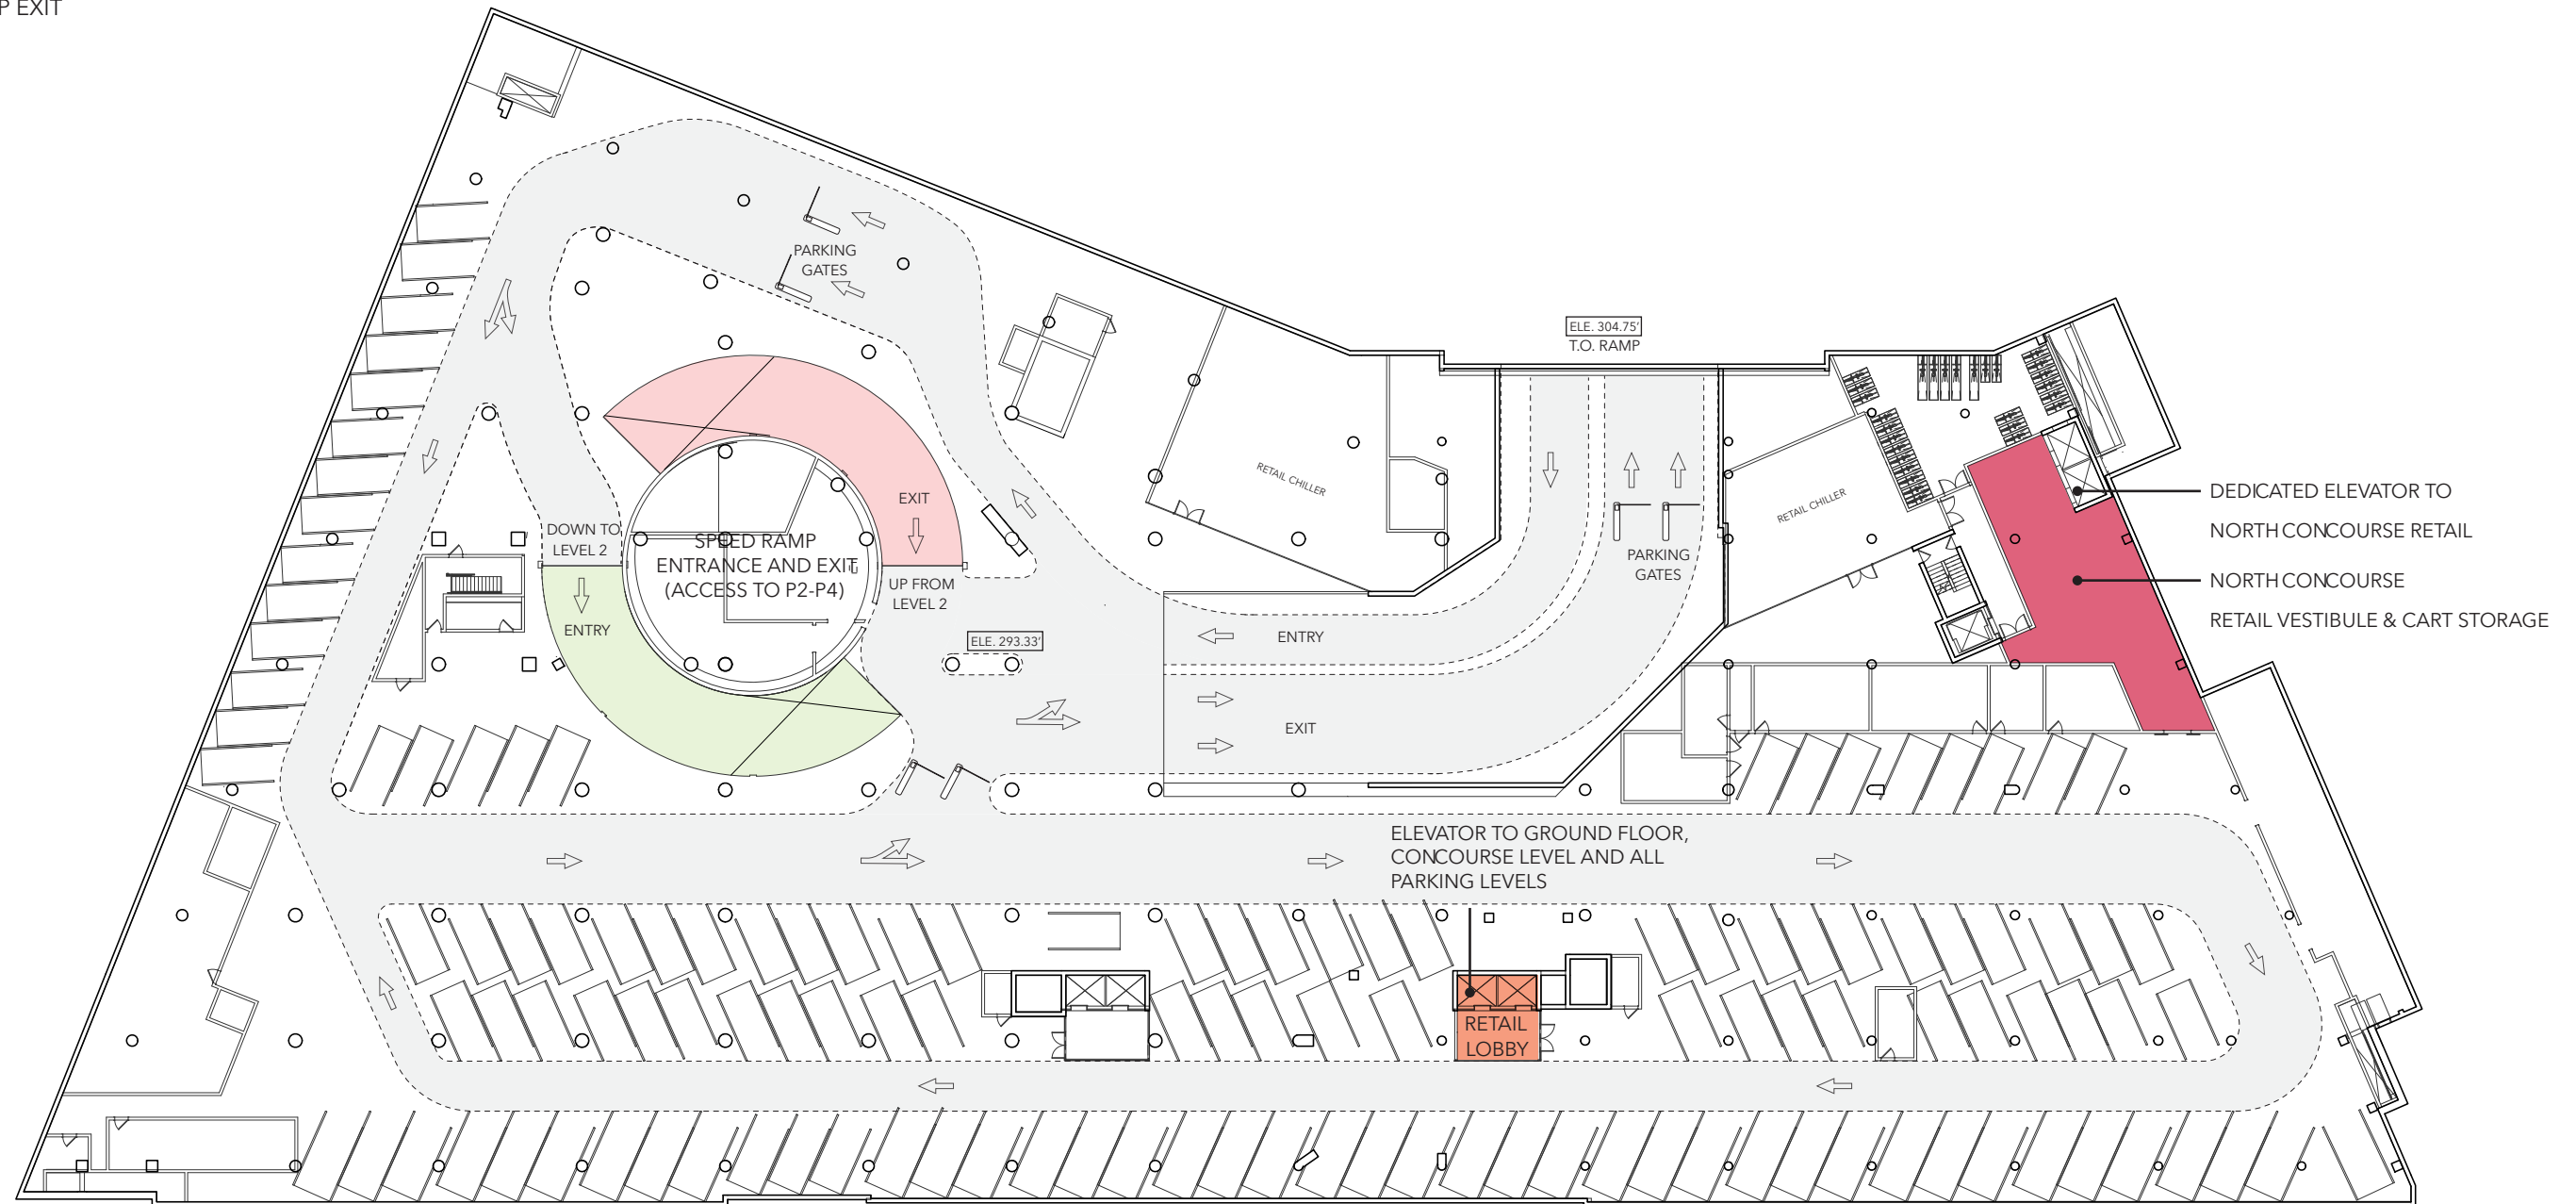 P EXIT
PARKING
GATES
ELE. 304.75'
T.O. RAMP
RETAIL CHILLER
RETAIL CHILLER
EXIT
DOWN TO
LEVEL 2
SPEED RAMP
ENTRANCE AND EXIT
(ACCESS TO P2-P4)
UP FROM
LEVEL 2
ENTRY
ELE. 293.33'
ENTRY
EXIT
PARKING
GATES
DEDICATED ELEVATOR TO
NORTH CONCOURSE RETAIL
NORTH CONCOURSE
RETAIL VESTIBULE & CART STORAGE
ELEVATOR TO GROUND FLOOR,
CONCOURSE LEVEL AND ALL
PARKING LEVELS
RETAIL
LOBBY